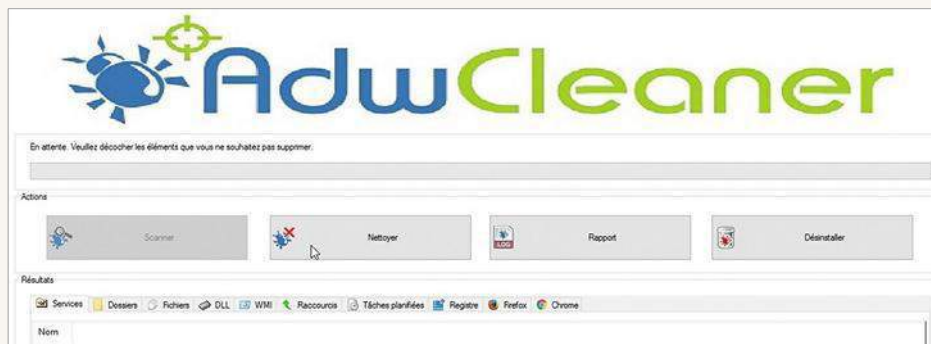 AdwCleaner
En attente. Veuillez décocher les éléments que vous ne souhaitez pas supprimer.
Actions
Scanner
Nettoyer
LOG
Rapport
Désinstaller
Résultats
Services Dossiers Fichiers DLL WMI Raccourcis Tâches planifiées Registre Firefox Chrome
Nom